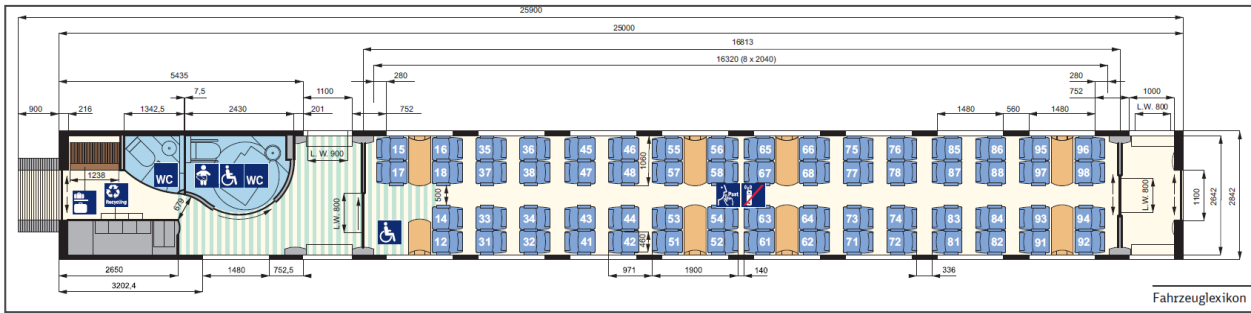 25900
25000
16813
16320 (8 x 2040)
5435 1100 280 280
7,5 752 752 1000
900 216 1342,5 2430 201 1480 560 1480 L.W. 800
15 16 35 36 45 46 55 56 65 66 75 76 85 86 95 96
L. W. 900 1060
WC WC 17 18 37 38 47 48 57 58 67 68 77 78 87 88 97 98
1238
Recycling 679 500 L.W. 800 1100 2642 2842
L.W. 800 14 33 34 43 44 53 54 63 64 73 74 83 84 93 94
12 31 32 41 42 460 51 52 61 62 71 72 81 82 91 92
2650 1480 752,5 971 1900 140 336
3202,4
Fahrzeuglexikon